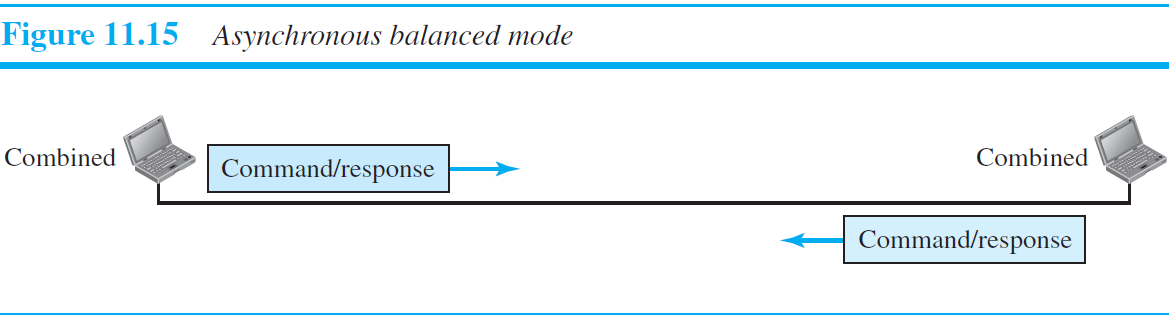 Figure 11.15 Asynchronous balanced mode
Combined
Command/response
Combined
Command/response